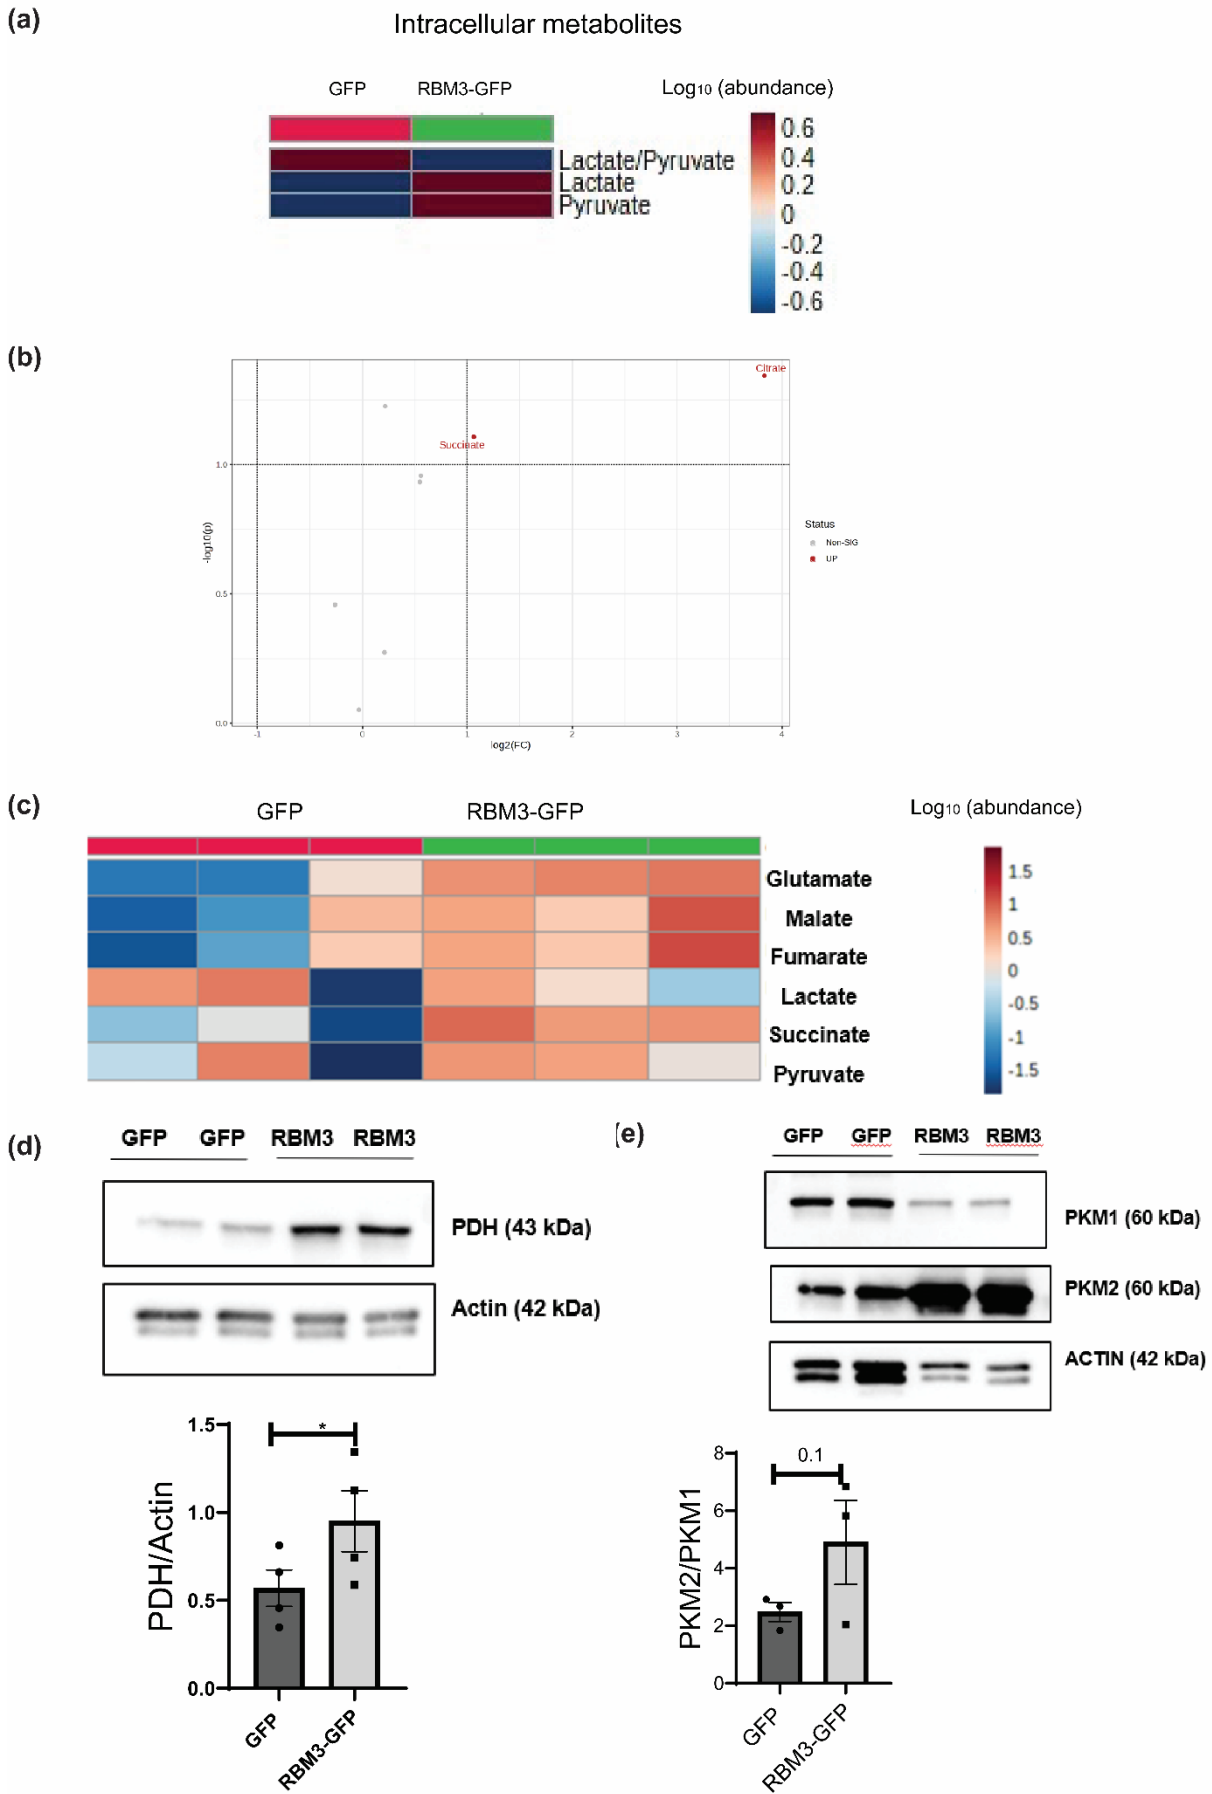 (a)
Intracellular metabolites
GFP
RBM3-GFP
Log10 (abundance)
Lactate/Pyruvate
Lactate
Pyruvate
0.6
0.4
0.2
0
-0.2
-0.4
-0.6
(b)
Citrate
Succinate
1.0
0.5
0.0
-log10(p)
-1
0
1
2
3
4
log2(FC)
Status
Non-SIG
UP
(c)
GFP
RBM3-GFP
Log10 (abundance)
Glutamate
Malate
Fumarate
Lactate
Succinate
Pyruvate
1.5
1
0.5
0
-0.5
-1
-1.5
(d)
GFP GFP RBM3 RBM3
PDH (43 kDa)
Actin (42 kDa)
1.5
1.0
0.5
0.0
PDH/Actin
*
GFP
RBM3-GFP
(e)
GFP GFP RBM3 RBM3
PKM1 (60 kDa)
PKM2 (60 kDa)
ACTIN (42 kDa)
8
6
4
2
0
PKM2/PKM1
0.1
GFP
RBM3-GFP